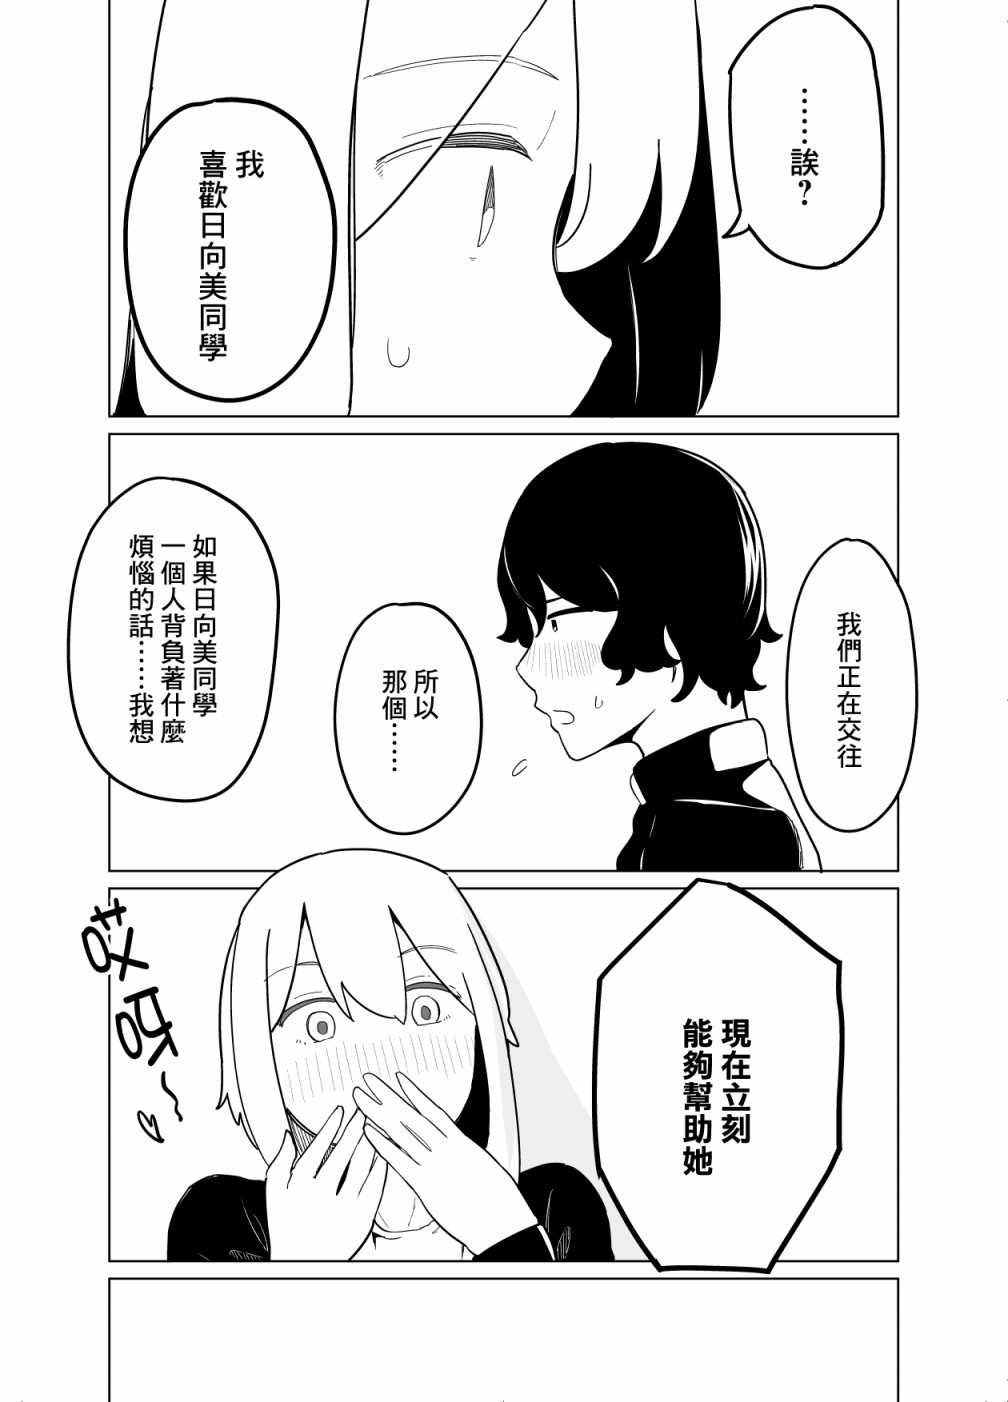 ……誒?
我
喜歡日向美同學
我們正在交往
所以
那個……
如果日向美同學
一個人背負著什麼
煩惱的話……我想
現在立刻
能夠幫助她